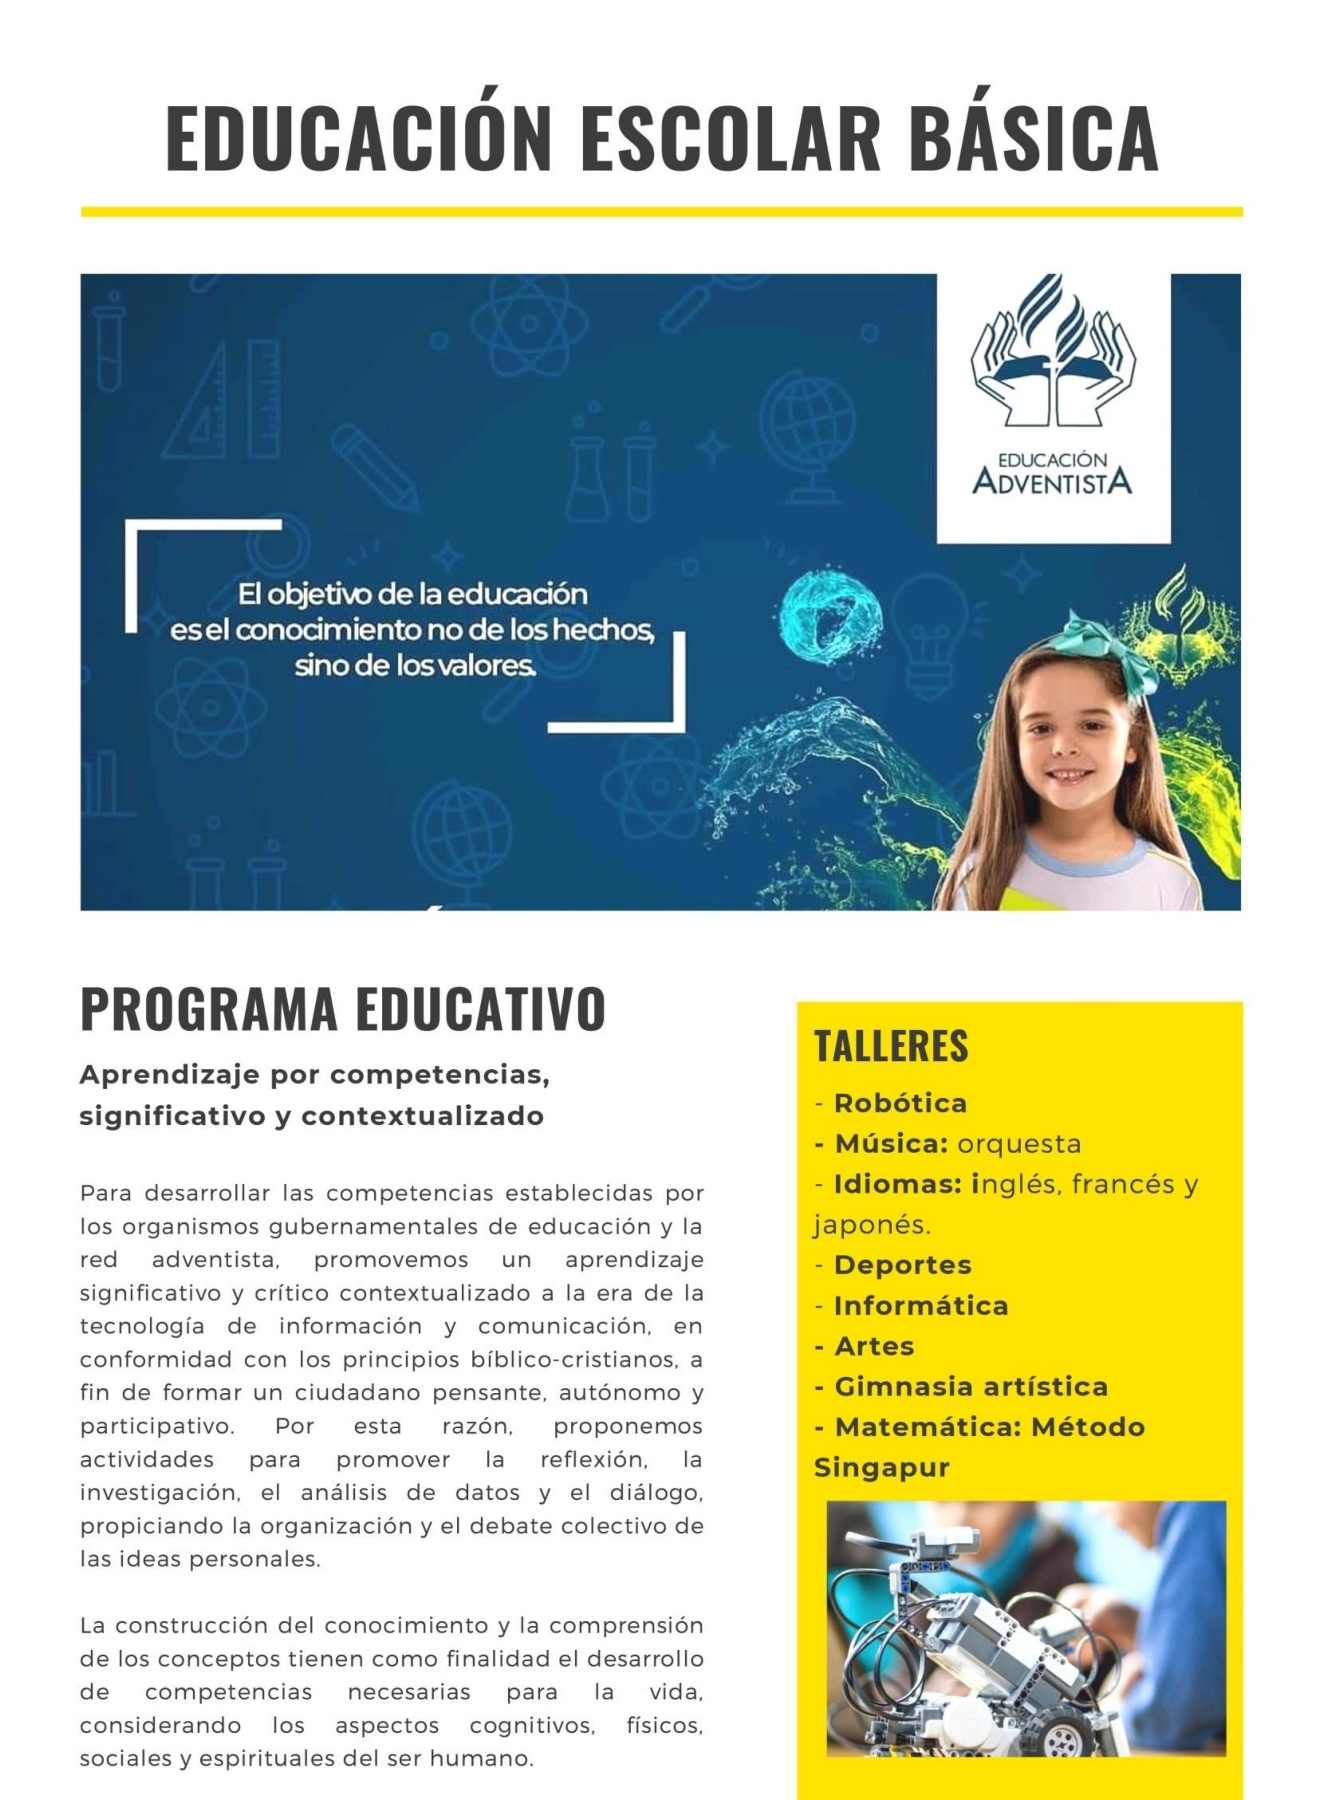 EDUCACIÓN ESCOLAR BÁSICA
EDUCACIÓN
ADVENTISTA
El objetivo de la educación
es el conocimiento no de los hechos,
sino de los valores.
PROGRAMA EDUCATIVO
Aprendizaje por competencias,
significativo y contextualizado
Para desarrollar las competencias establecidas por
los organismos gubernamentales de educación y la
red adventista, promovemos un aprendizaje
significativo y crítico contextualizado a la era de la
tecnología de información y comunicación, en
conformidad con los principios bíblico-cristianos, a
fin de formar un ciudadano pensante, autónomo y
participativo. Por esta razón, proponemos
actividades para promover la reflexión, la
investigación, el análisis de datos y el diálogo,
propiciando la organización y el debate colectivo de
las ideas personales.
La construcción del conocimiento y la comprensión
de los conceptos tienen como finalidad el desarrollo
de competencias necesarias para la vida,
considerando los aspectos cognitivos, físicos,
sociales y espirituales del ser humano.
TALLERES
- Robótica
- Música: orquesta
- Idiomas: inglés, francés y
japonés.
- Deportes
- Informática
- Artes
- Gimnasia artística
- Matemática: Método
Singapur